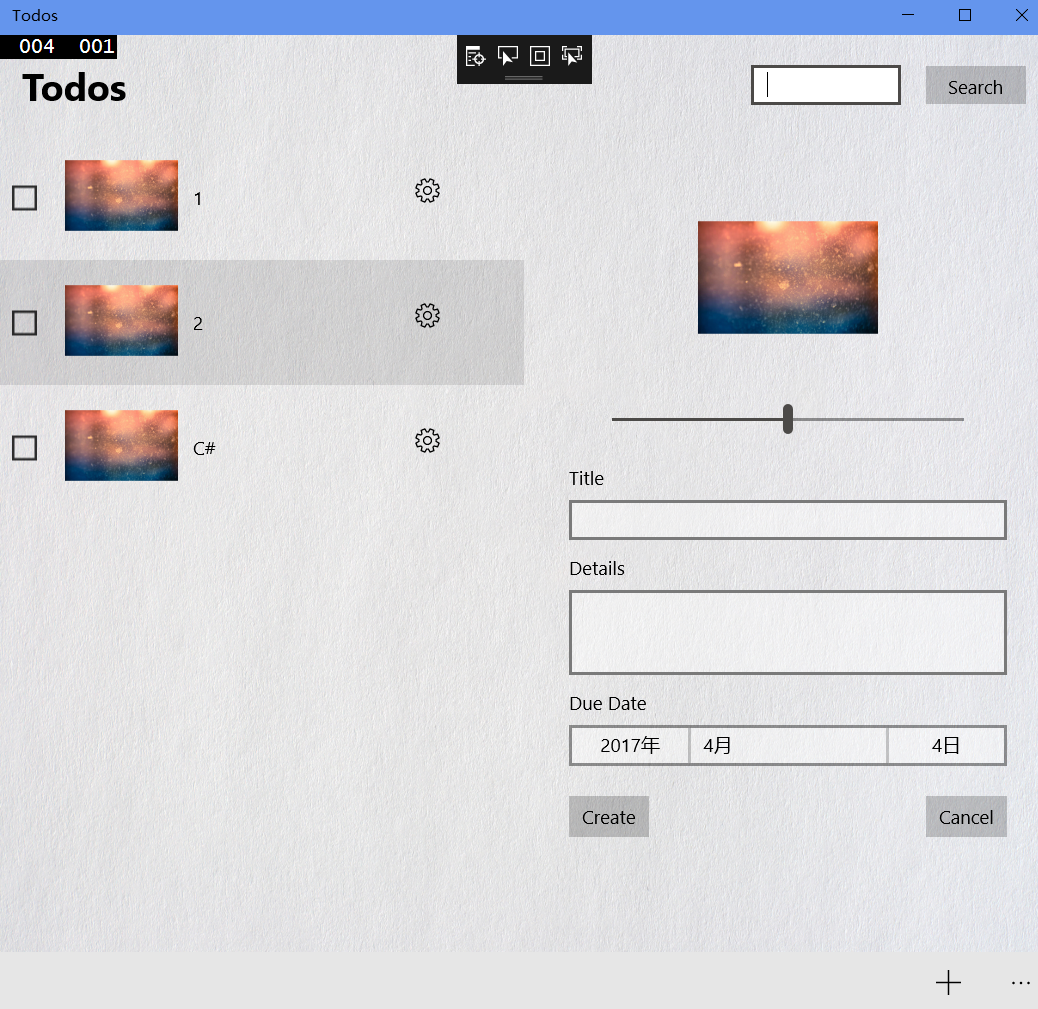 Todos
004 001
Todos
Search
1
2
C#
Title
Details
Due Date
2017年 4月 4日
Create Cancel